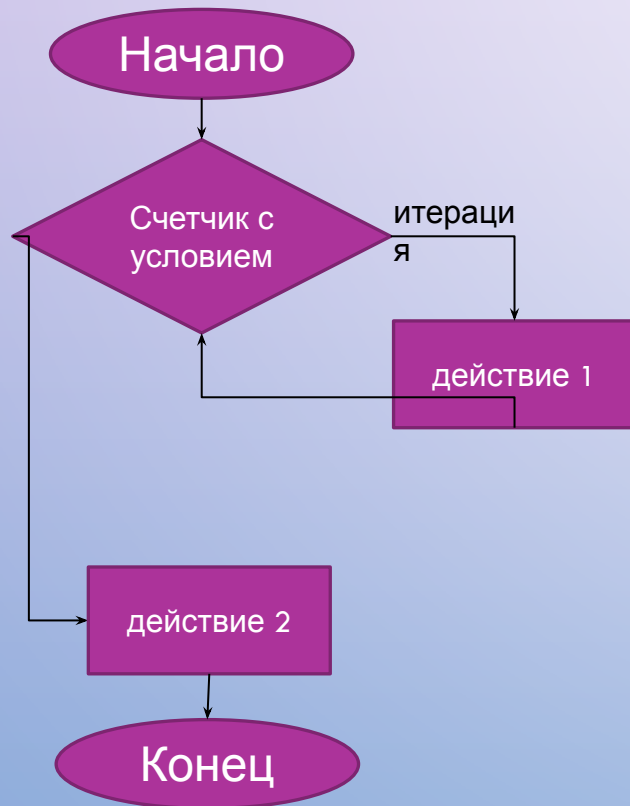 Начало
Счетчик с
условием
итераци
я
действие 1
действие 2
Конец